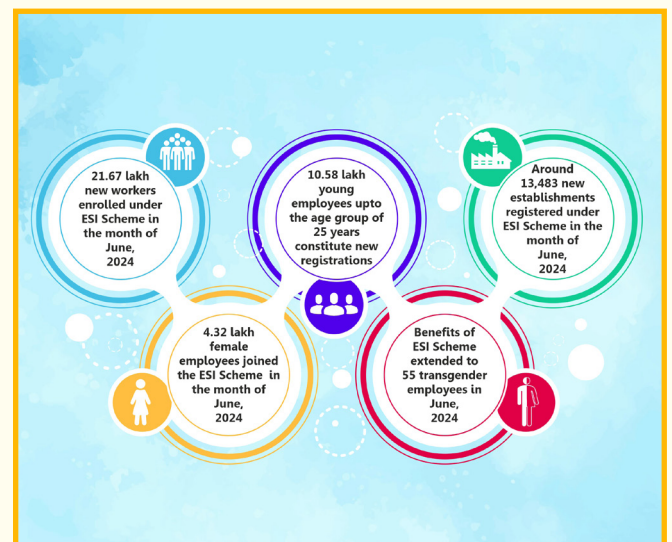 21.67 lakh
new workers
enrolled under
ESI Scheme in
the month of
June,
2024
4.32 lakh
female
employees joined
the ESI Scheme in
the month of
June,
2024
10.58 lakh
young
employees upto
the age group of
25 years
constitute new
registrations
Benefits of
ESI Scheme
extended to
55 transgender
employees in
June,
2024
Around
13,483 new
establishments
registered under
ESI Scheme in the
month of
June,
2024